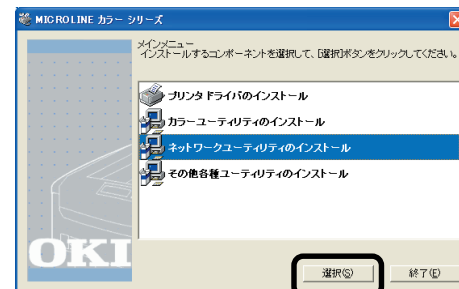 MICROLINE カラー シリーズ
メインメニュー
インストールするコンポーネントを選択して、[選択]ボタンをクリックしてください。
プリンタドライバのインストール
カラーユーティリティのインストール
ネットワークユーティリティのインストール
その他各種ユーティリティのインストール
OKI
選択(S) 終了(E)